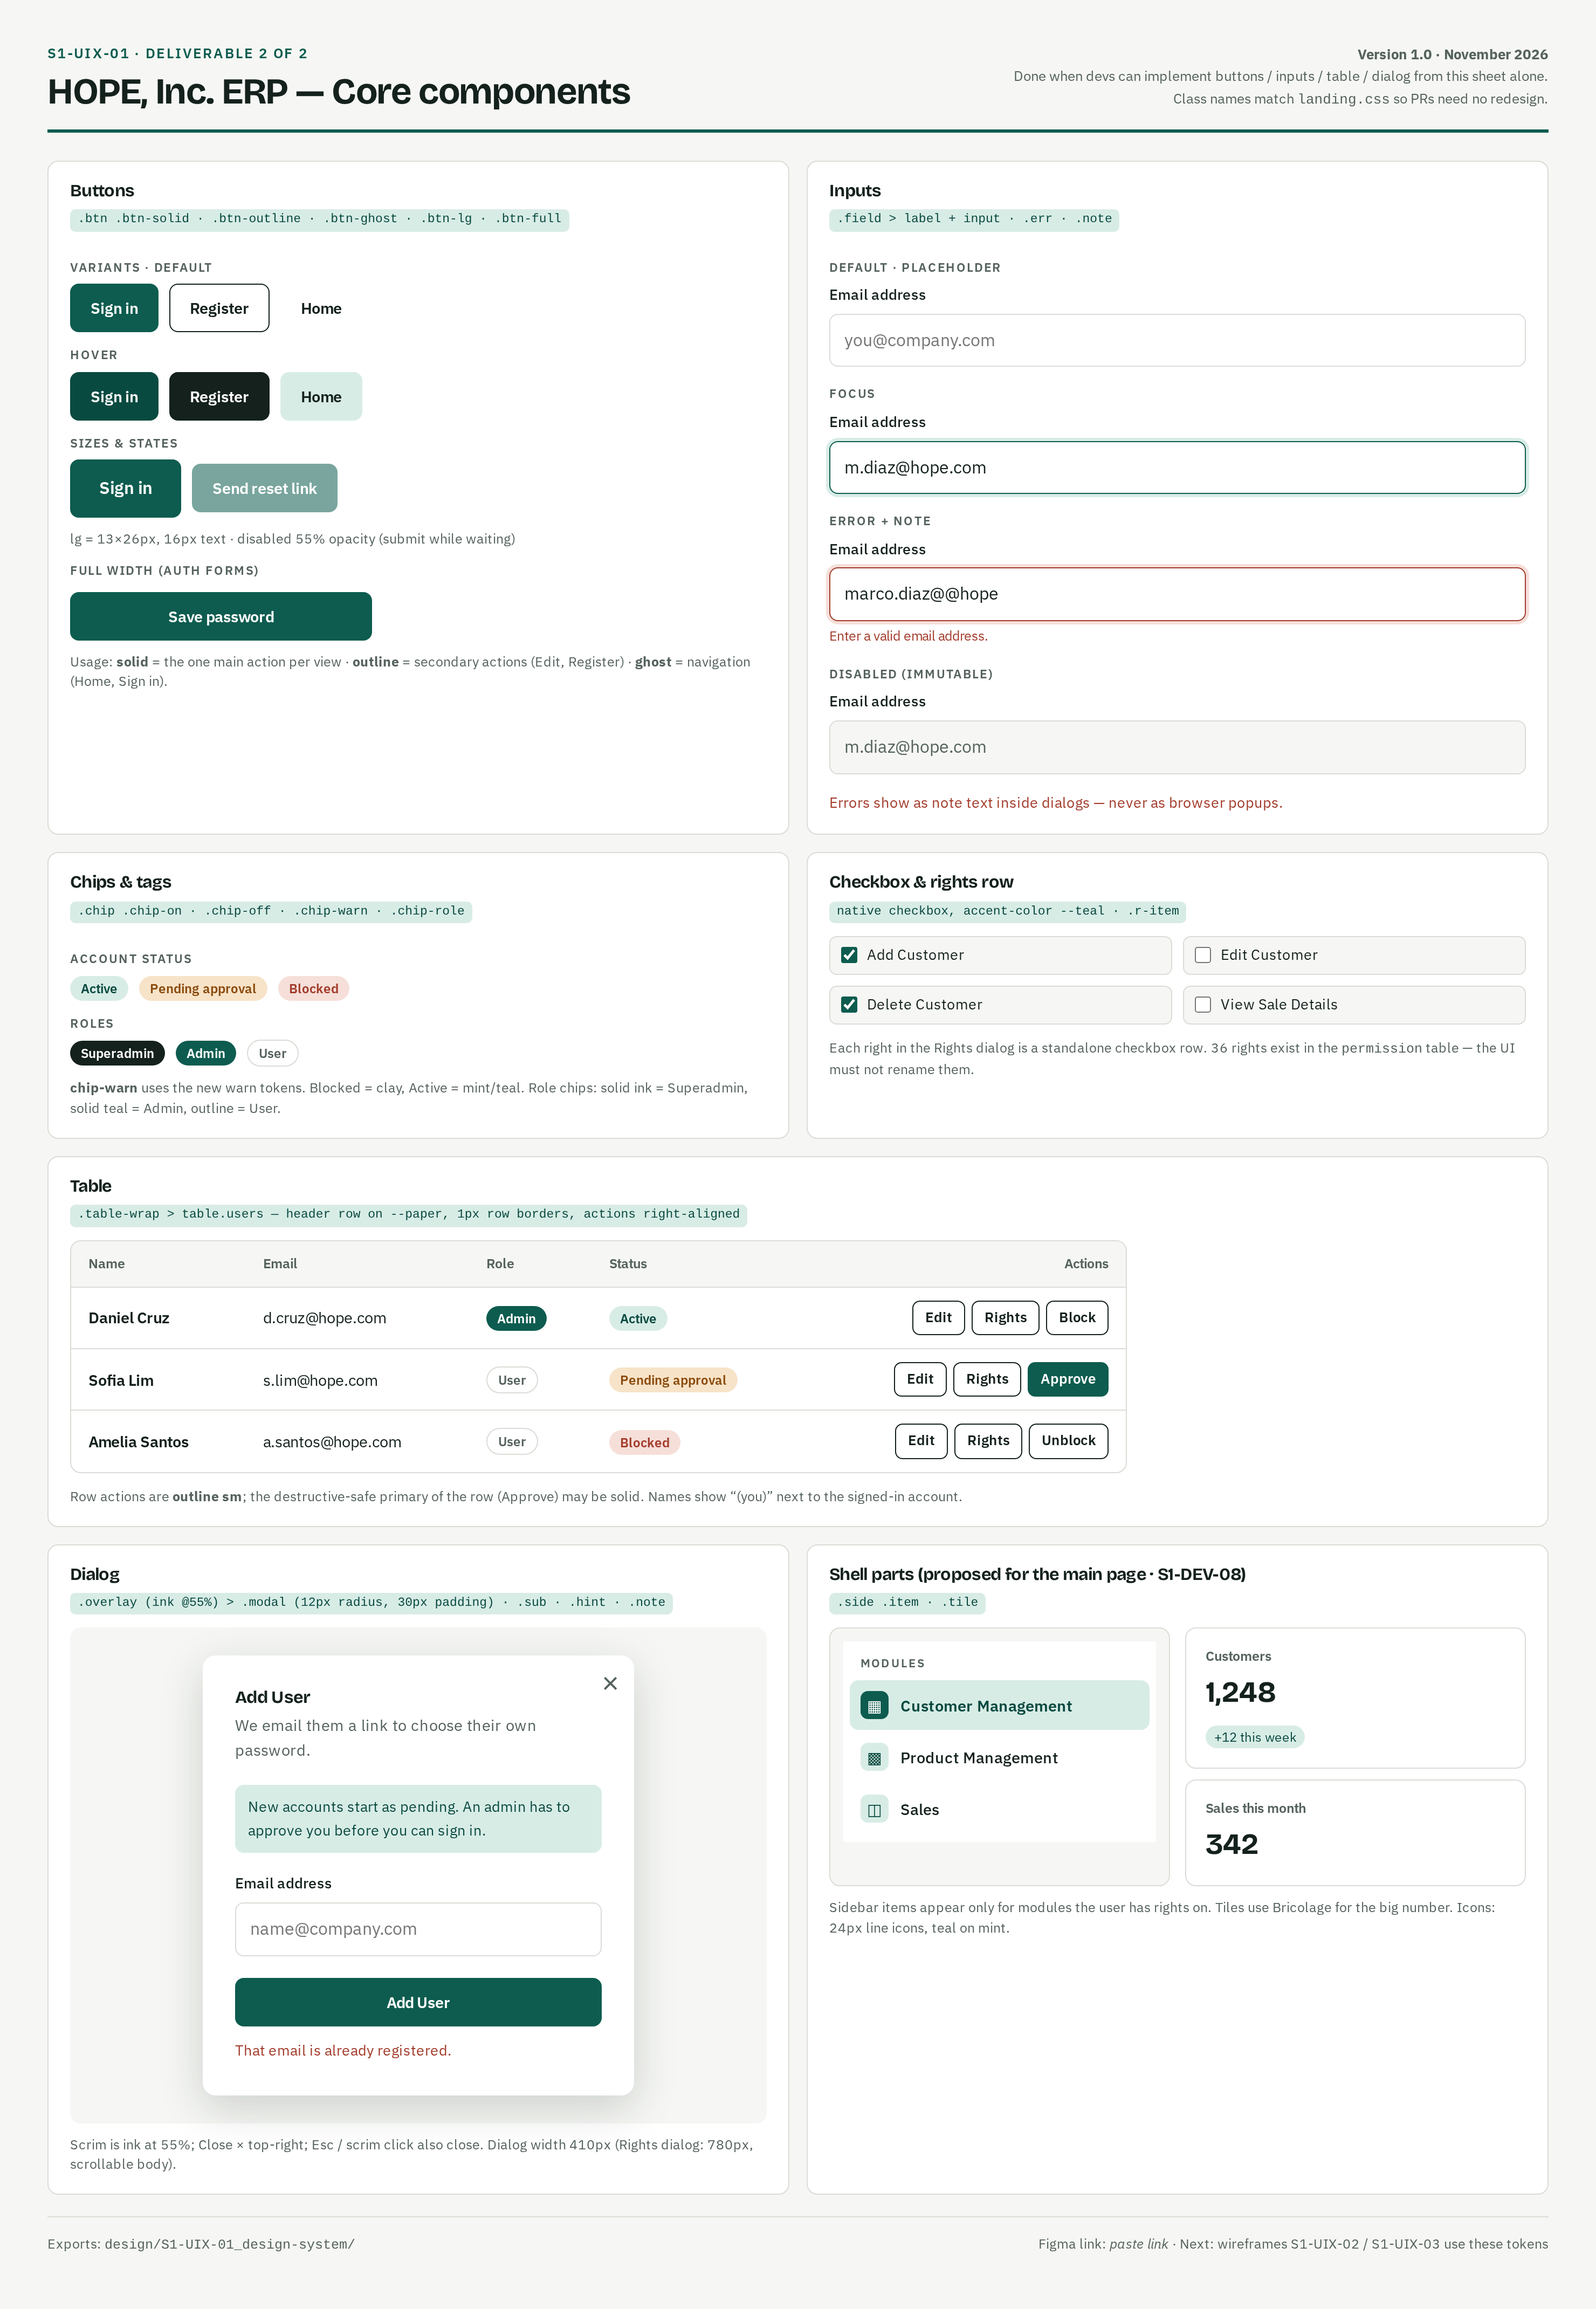 S1-UIX-01 · DELIVERABLE 2 OF 2
HOPE, Inc. ERP — Core components
Version 1.0 · November 2026
Done when devs can implement buttons / inputs / table / dialog from this sheet alone.
Class names match landing.css so PRs need no redesign.
Buttons
.btn .btn-solid · .btn-outline · .btn-ghost · .btn-lg · .btn-full
VARIANTS · DEFAULT
Sign in Register Home
HOVER
Sign in Register Home
SIZES & STATES
Sign in Send reset link
lg = 13×26px, 16px text · disabled 55% opacity (submit while waiting)
FULL WIDTH (AUTH FORMS)
Save password
Usage: solid = the one main action per view · outline = secondary actions (Edit, Register) · ghost = navigation
(Home, Sign in).
Inputs
.field > label + input · .err · .note
DEFAULT · PLACEHOLDER
Email address
you@company.com
FOCUS
Email address
m.diaz@hope.com
ERROR + NOTE
Email address
marco.diaz@@hope
Enter a valid email address.
DISABLED (IMMUTABLE)
Email address
m.diaz@hope.com
Errors show as note text inside dialogs — never as browser popups.
Chips & tags
.chip .chip-on · .chip-off · .chip-warn · .chip-role
ACCOUNT STATUS
Active Pending approval Blocked
ROLES
Superadmin Admin User
chip-warn uses the new warn tokens. Blocked = clay, Active = mint/teal. Role chips: solid ink = Superadmin,
solid teal = Admin, outline = User.
Checkbox & rights row
native checkbox, accent-color --teal · .r-item
Add Customer Edit Customer
Delete Customer View Sale Details
Each right in the Rights dialog is a standalone checkbox row. 36 rights exist in the permission table — the UI
must not rename them.
Table
.table-wrap > table.users — header row on --paper, 1px row borders, actions right-aligned
Name Email Role Status Actions
Daniel Cruz d.cruz@hope.com Admin Active Edit Rights Block
Sofia Lim s.lim@hope.com User Pending approval Edit Rights Approve
Amelia Santos a.santos@hope.com User Blocked Edit Rights Unblock
Row actions are outline sm; the destructive-safe primary of the row (Approve) may be solid. Names show “(you)” next to the signed-in account.
Dialog
.overlay (ink @55%) > .modal (12px radius, 30px padding) · .sub · .hint · .note
×
Add User
We email them a link to choose their own
password.
New accounts start as pending. An admin has to
approve you before you can sign in.
Email address
name@company.com
Add User
That email is already registered.
Scrim is ink at 55%; Close × top-right; Esc / scrim click also close. Dialog width 410px (Rights dialog: 780px,
scrollable body).
Shell parts (proposed for the main page · S1-DEV-08)
.side .item · .tile
MODULES
Customer Management
Product Management
Sales
Customers
1,248
+12 this week
Sales this month
342
Sidebar items appear only for modules the user has rights on. Tiles use Bricolage for the big number. Icons:
24px line icons, teal on mint.
Exports: design/S1-UIX-01_design-system/
Figma link: paste link · Next: wireframes S1-UIX-02 / S1-UIX-03 use these tokens